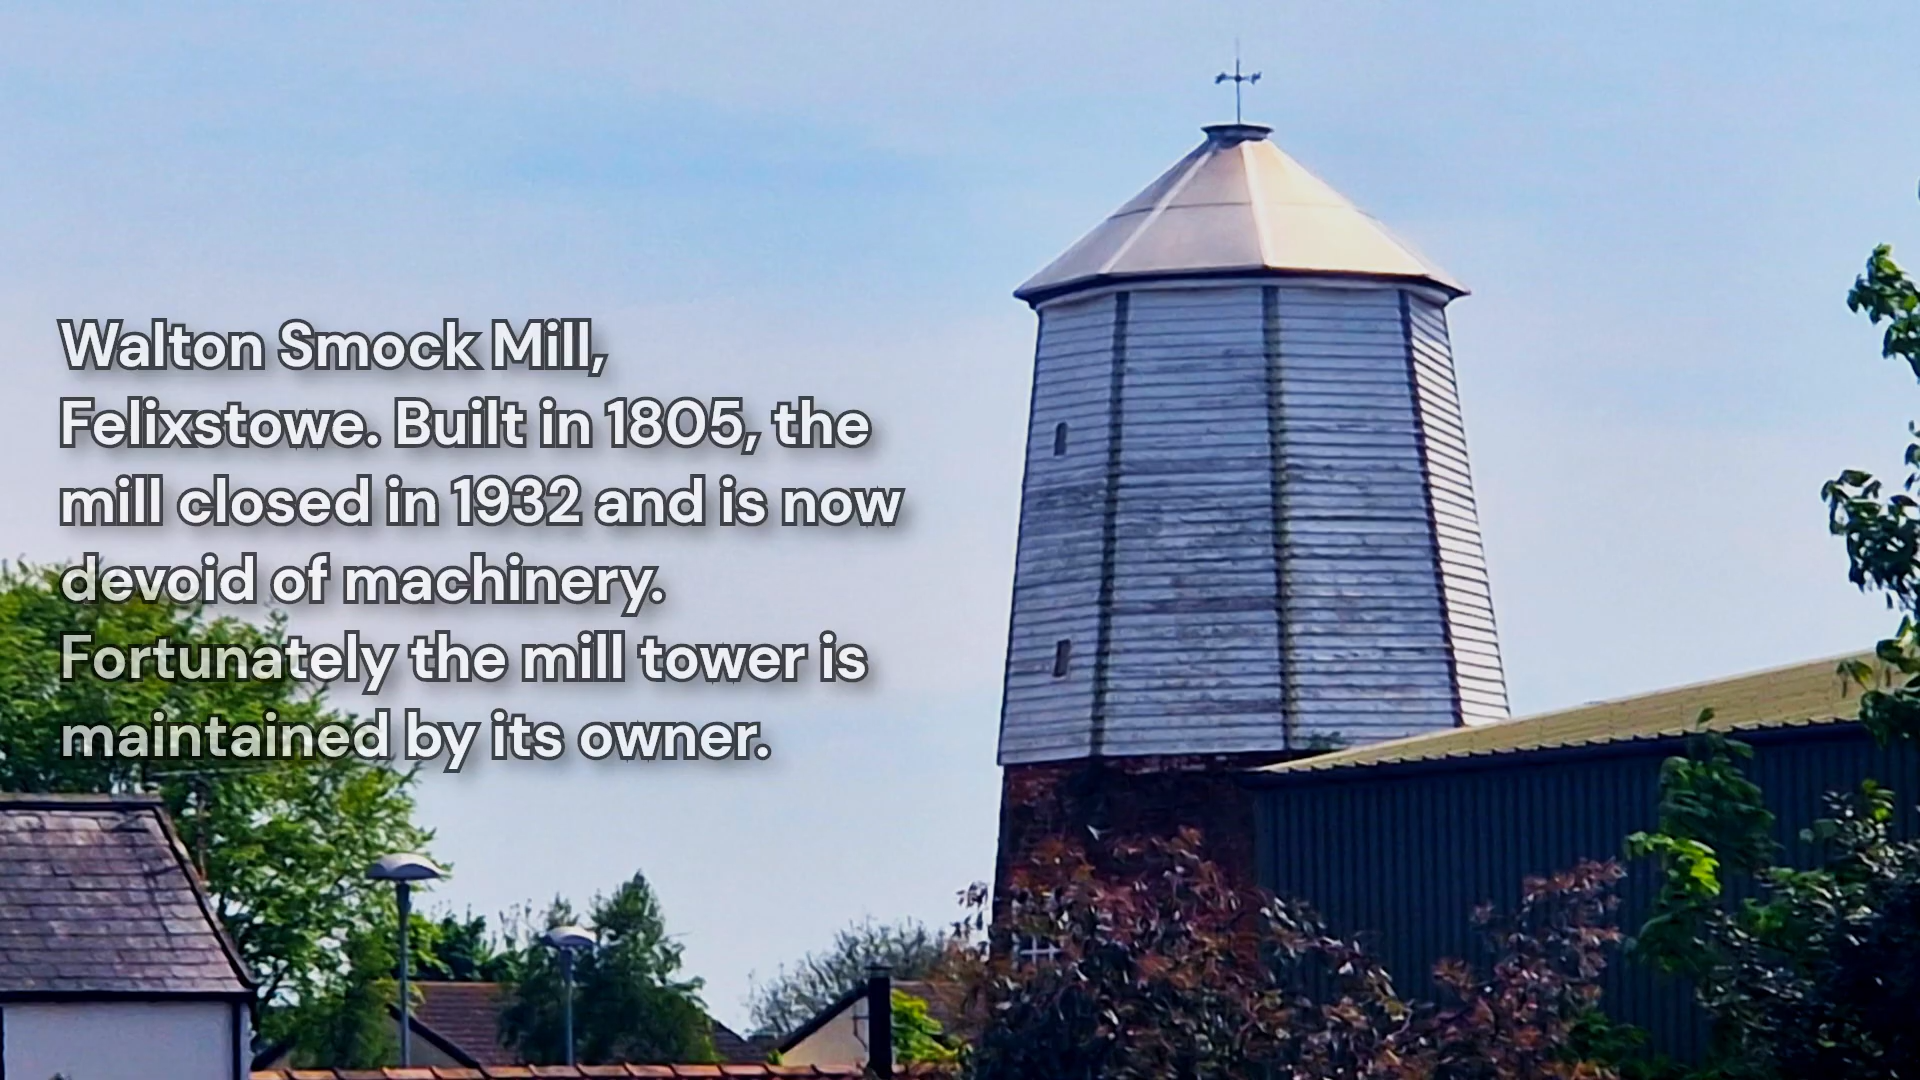 Walton Smock Mill,
Felixstowe. Built in 1805, the
mill closed in 1932 and is now
devoid of machinery.
Fortunately the mill tower is
maintained by its owner.